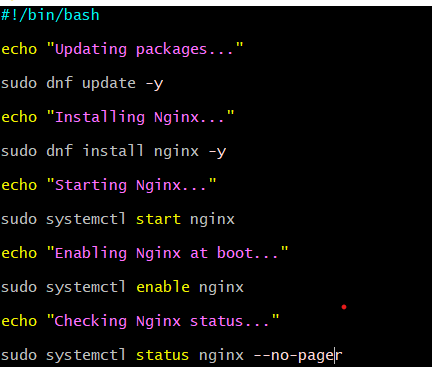 #!/bin/bash
echo "Updating packages..."
sudo dnf update -y
echo "Installing Nginx..."
sudo dnf install nginx -y
echo "Starting Nginx..."
sudo systemctl start nginx
echo "Enabling Nginx at boot..."
sudo systemctl enable nginx
echo "Checking Nginx status..."
sudo systemctl status nginx --no-pager